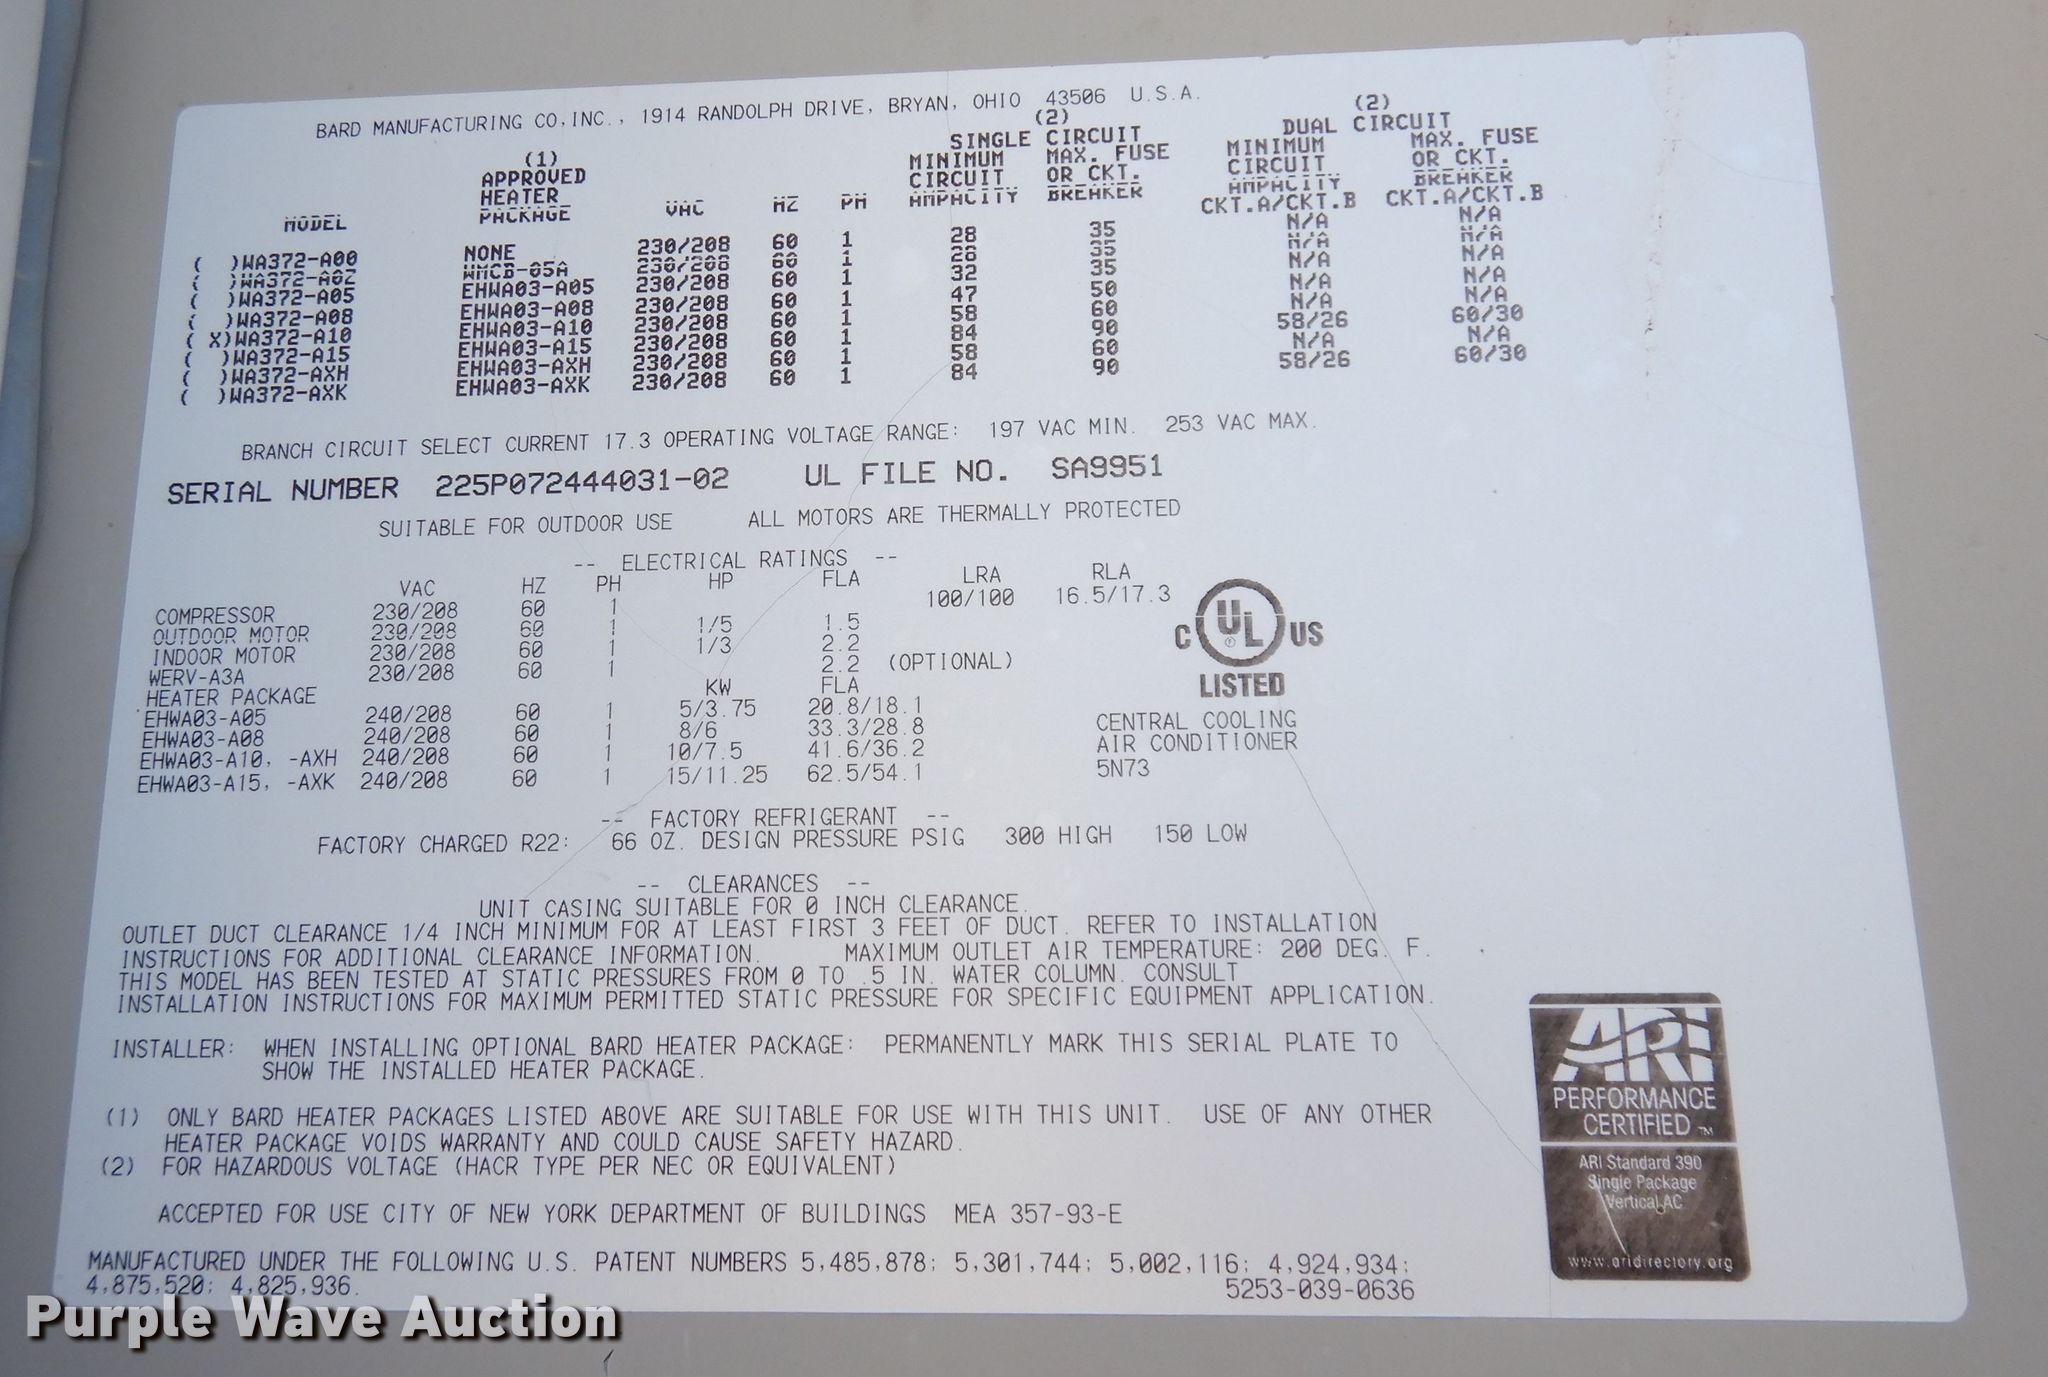 BARD MANUFACTURING CO,INC., 1914 RANDOLPH DRIVE, BRYAN, OHIO 43506 U.S.A.
(1) (2) (2)
SINGLE CIRCUIT DUAL CIRCUIT
APPROVED MINIMUM MAX. FUSE MINIMUM MAX. FUSE
HEATER CIRCUIT OR CKT. CIRCUIT OR CKT.
MODEL PACKAGE VAC HZ PH AMPACITY BREAKER AMPACITY BREAKER
CKT.A/CKT.B CKT.A/CKT.B
( )WA372-A00 NONE 230/208 60 1 28 35 N/A N/A
( )WA372-A0Z WMCB-05A 230/208 60 1 28 35 N/A N/A
( )WA372-A05 EHWA03-A05 230/208 60 1 32 35 N/A N/A
( )WA372-A08 EHWA03-A08 230/208 60 1 47 50 N/A N/A
( X)WA372-A10 EHWA03-A10 230/208 60 1 58 60 N/A N/A
( )WA372-A15 EHWA03-A15 230/208 60 1 84 90 58/26 60/30
( )WA372-AXH EHWA03-AXH 230/208 60 1 58 60 N/A N/A
( )WA372-AXK EHWA03-AXK 230/208 60 1 84 90 58/26 60/30
BRANCH CIRCUIT SELECT CURRENT 17.3 OPERATING VOLTAGE RANGE: 197 VAC MIN. 253 VAC MAX.
SERIAL NUMBER 225P072444031-02 UL FILE NO. SA9951
SUITABLE FOR OUTDOOR USE ALL MOTORS ARE THERMALLY PROTECTED
-- ELECTRICAL RATINGS --
VAC HZ PH HP FLA LRA RLA
COMPRESSOR 230/208 60 1 100/100 16.5/17.3
OUTDOOR MOTOR 230/208 60 1 1/5 1.5
INDOOR MOTOR 230/208 60 1 1/3 2.2
WERV-A3A 230/208 60 1 2.2 (OPTIONAL)
HEATER PACKAGE KW FLA
EHWA03-A05 240/208 60 1 5/3.75 20.8/18.1
EHWA03-A08 240/208 60 1 8/6 33.3/28.8
EHWA03-A10, -AXH 240/208 60 1 10/7.5 41.6/36.2
EHWA03-A15, -AXK 240/208 60 1 15/11.25 62.5/54.1
C UL US
LISTED
CENTRAL COOLING
AIR CONDITIONER
5N73
-- FACTORY REFRIGERANT --
FACTORY CHARGED R22: 66 OZ. DESIGN PRESSURE PSIG 300 HIGH 150 LOW
-- CLEARANCES --
UNIT CASING SUITABLE FOR 0 INCH CLEARANCE.
OUTLET DUCT CLEARANCE 1/4 INCH MINIMUM FOR AT LEAST FIRST 3 FEET OF DUCT. REFER TO INSTALLATION
INSTRUCTIONS FOR ADDITIONAL CLEARANCE INFORMATION. MAXIMUM OUTLET AIR TEMPERATURE: 200 DEG. F.
THIS MODEL HAS BEEN TESTED AT STATIC PRESSURES FROM 0 TO .5 IN. WATER COLUMN. CONSULT
INSTALLATION INSTRUCTIONS FOR MAXIMUM PERMITTED STATIC PRESSURE FOR SPECIFIC EQUIPMENT APPLICATION.
INSTALLER: WHEN INSTALLING OPTIONAL BARD HEATER PACKAGE: PERMANENTLY MARK THIS SERIAL PLATE TO
SHOW THE INSTALLED HEATER PACKAGE.
(1) ONLY BARD HEATER PACKAGES LISTED ABOVE ARE SUITABLE FOR USE WITH THIS UNIT. USE OF ANY OTHER
HEATER PACKAGE VOIDS WARRANTY AND COULD CAUSE SAFETY HAZARD.
(2) FOR HAZARDOUS VOLTAGE (HACR TYPE PER NEC OR EQUIVALENT)
ACCEPTED FOR USE CITY OF NEW YORK DEPARTMENT OF BUILDINGS MEA 357-93-E
MANUFACTURED UNDER THE FOLLOWING U.S. PATENT NUMBERS 5,485,878; 5,301,744; 5,002,116; 4,924,934;
4,875,520; 4,825,936. 5253-039-0636
ARI
PERFORMANCE
CERTIFIED TM
ARI Standard 390
Single Package
Vertical AC
www.aridirectory.org
Purple Wave Auction